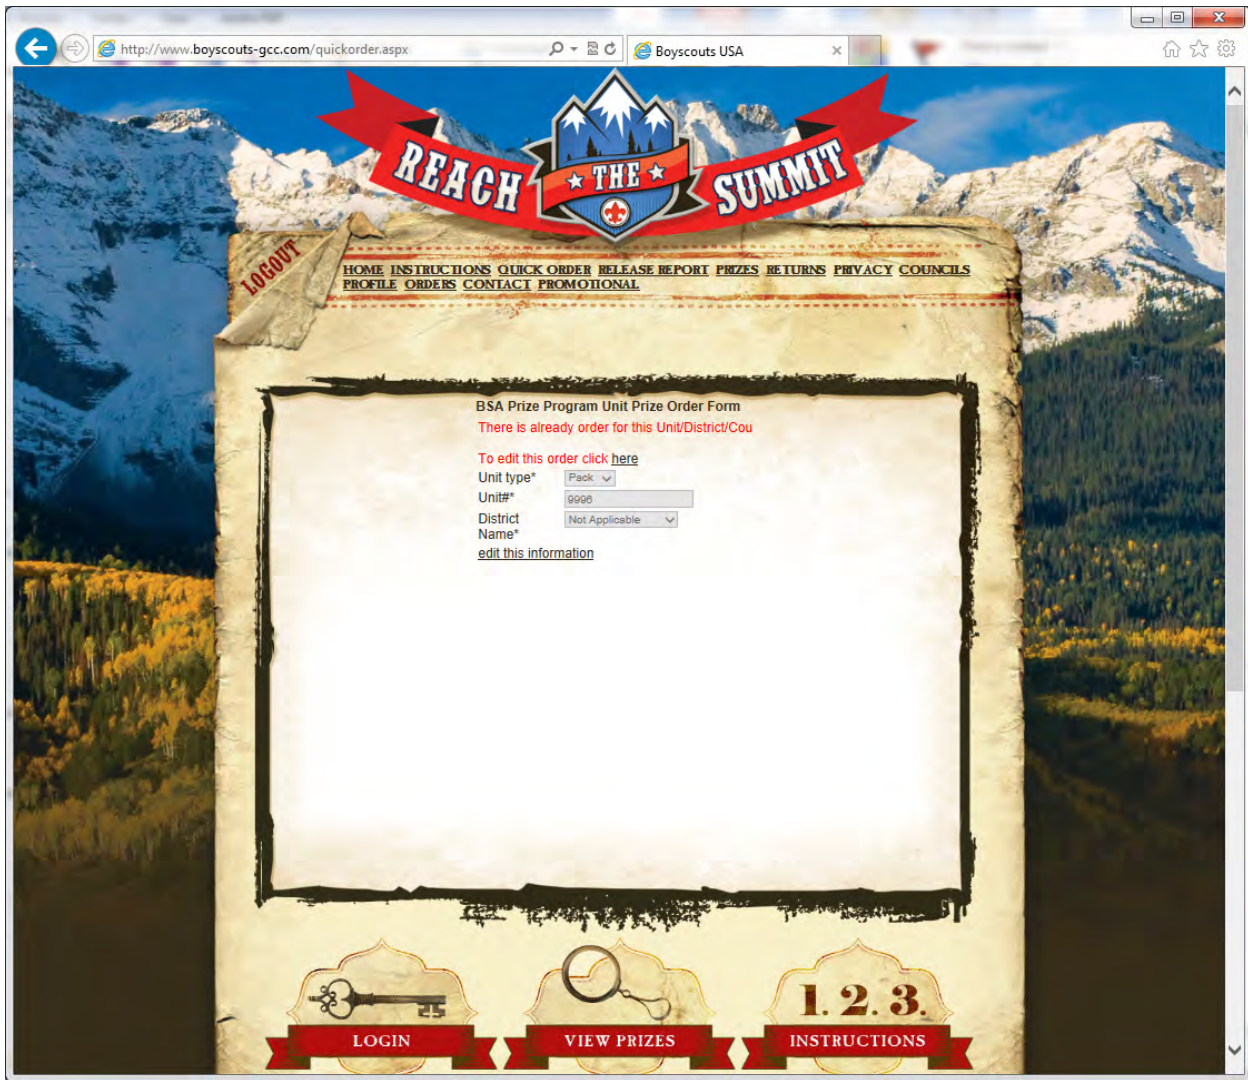 http://www.boyscouts-gcc.com/quickorder.aspx
Boyscouts USA
REACH THE SUMMIT
LOGOUT
HOME INSTRUCTIONS QUICK ORDER RELEASE REPORT PRIZES RETURNS PRIVACY COUNCILS
PROFILE ORDERS CONTACT PROMOTIONAL
BSA Prize Program Unit Prize Order Form
There is already order for this Unit/District/Cou
To edit this order click here
Unit type* Pack
Unit#* 9996
District Name* Not Applicable
edit this information
1. 2. 3.
LOGIN VIEW PRIZES INSTRUCTIONS